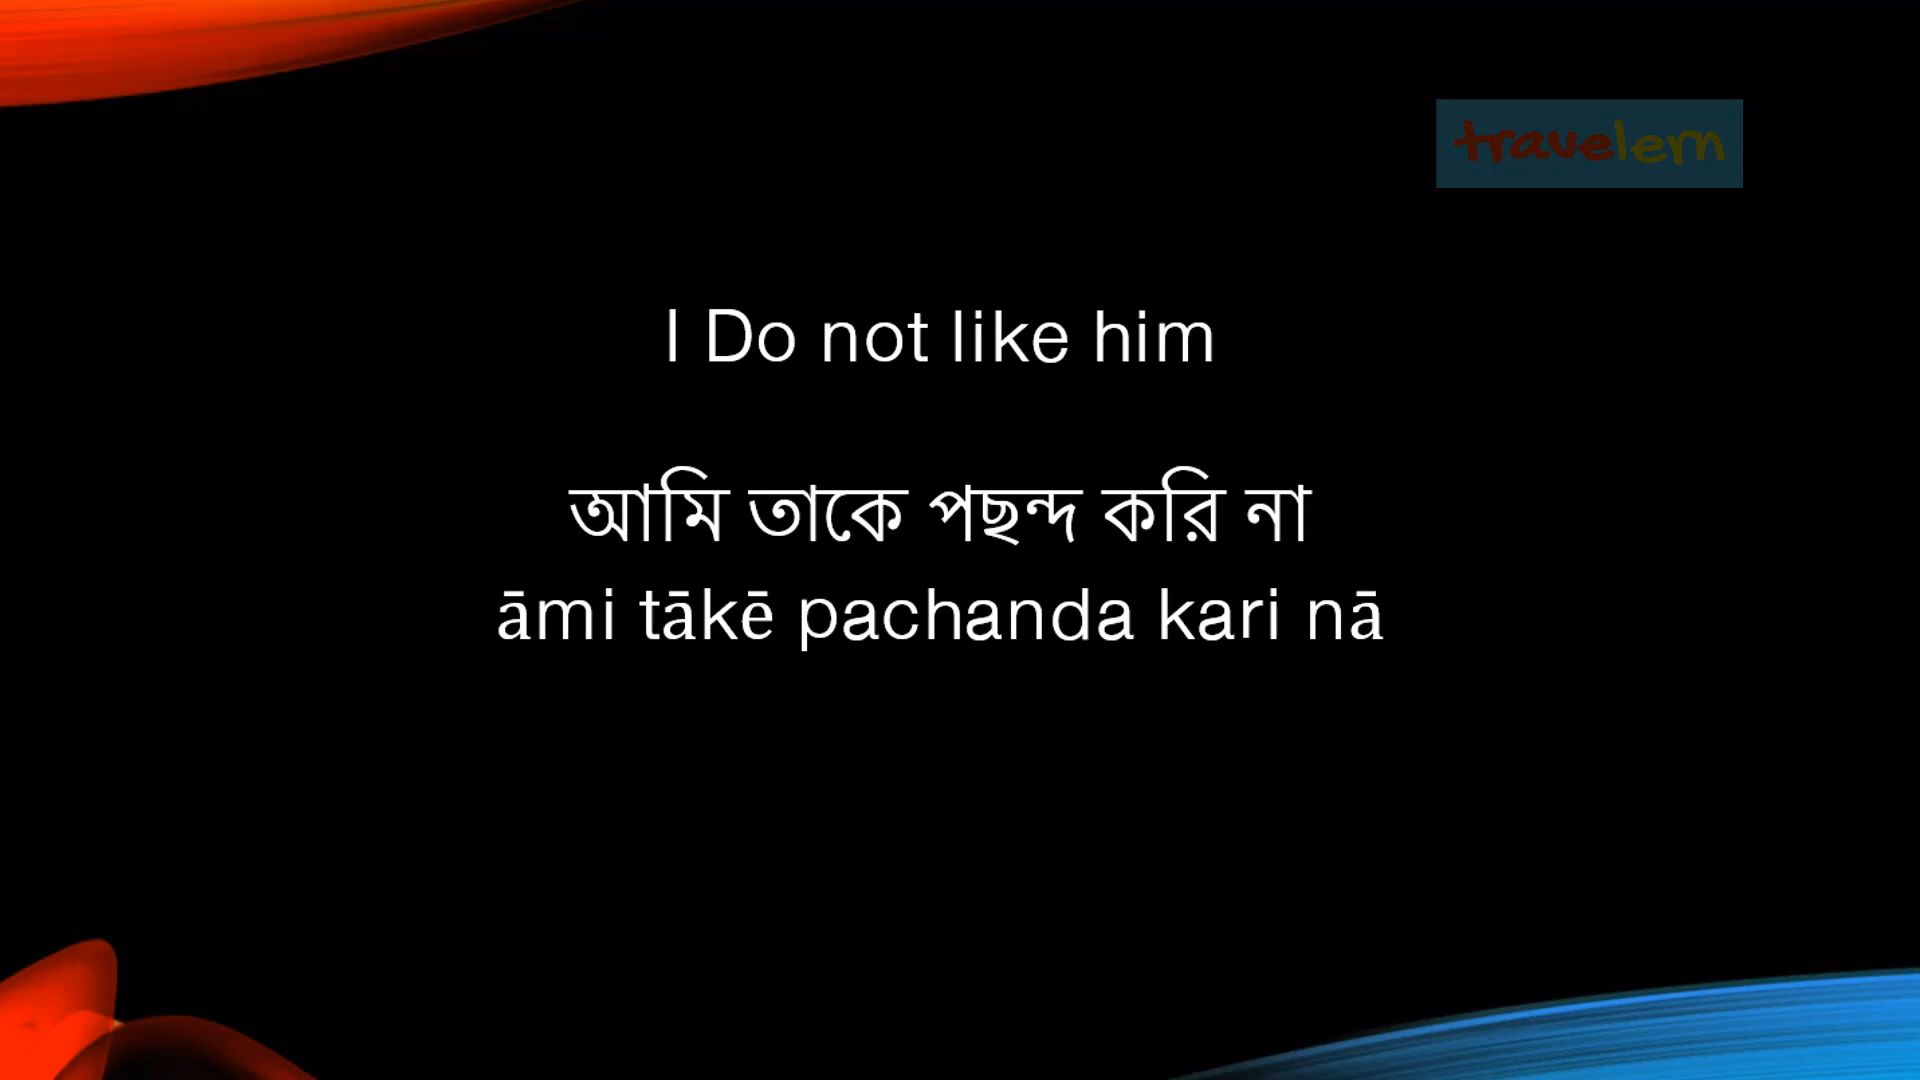 travelern
I Do not like him
আমি তাকে পছন্দ করি না
āmi tākē pachanda kari nā